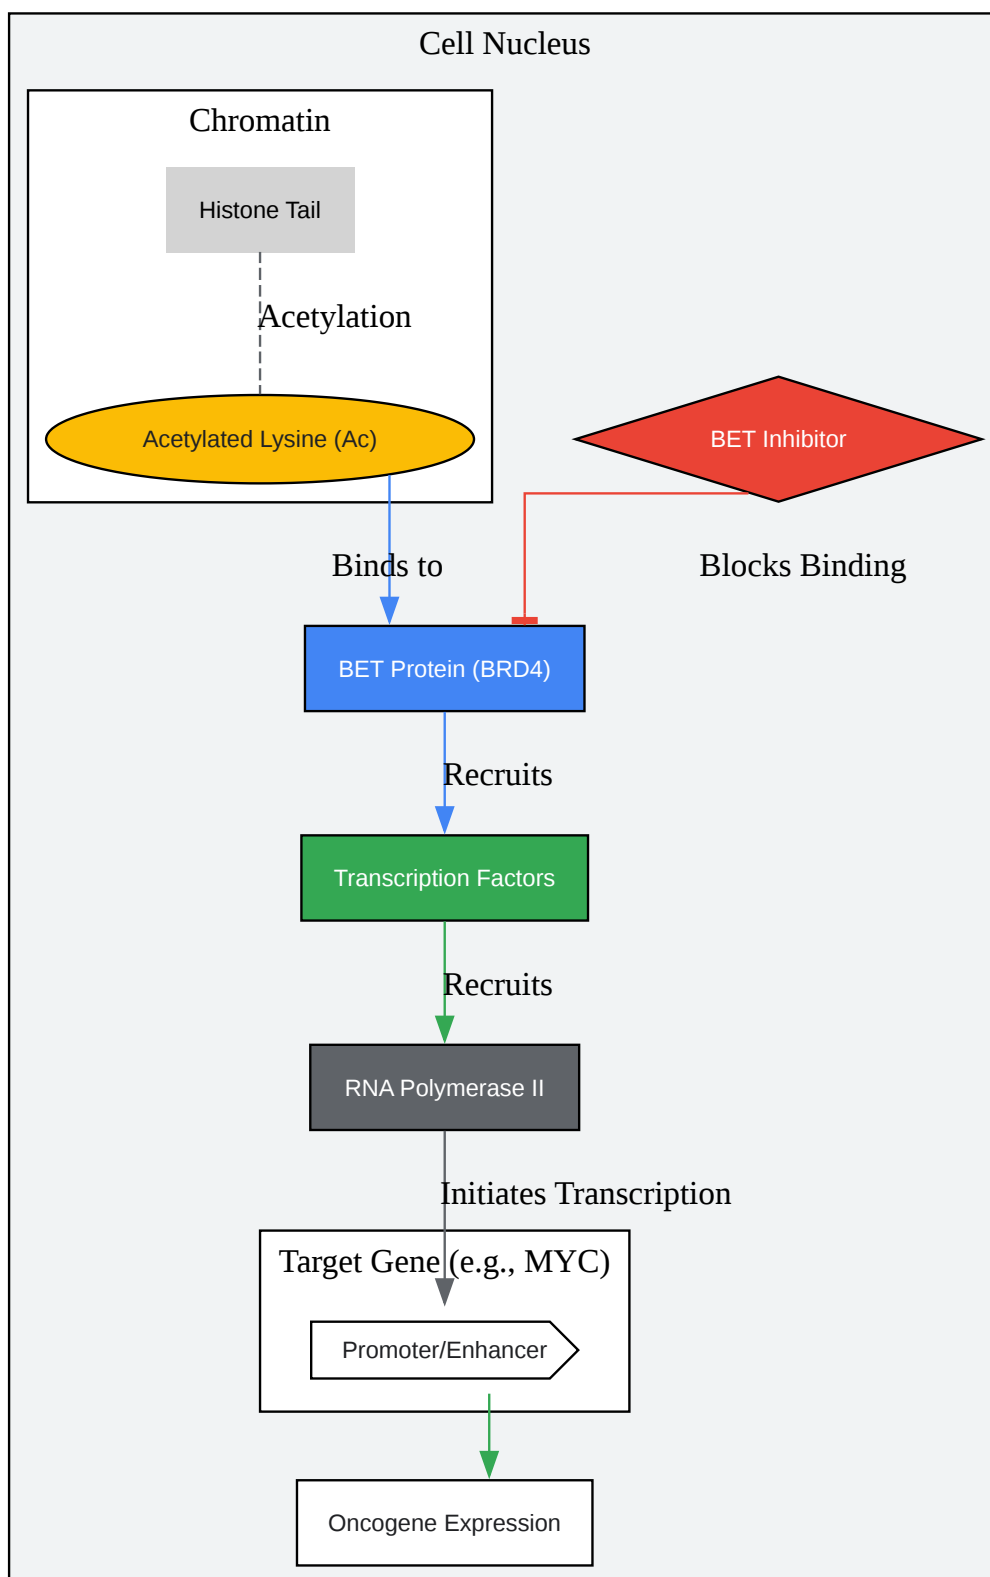 Cell Nucleus
Chromatin
Histone Tail
Acetylation
Acetylated Lysine (Ac)
BET Inhibitor
Binds to
Blocks Binding
BET Protein (BRD4)
Recruits
Transcription Factors
Recruits
RNA Polymerase II
Initiates Transcription
Target Gene (e.g., MYC)
Promoter/Enhancer
Oncogene Expression